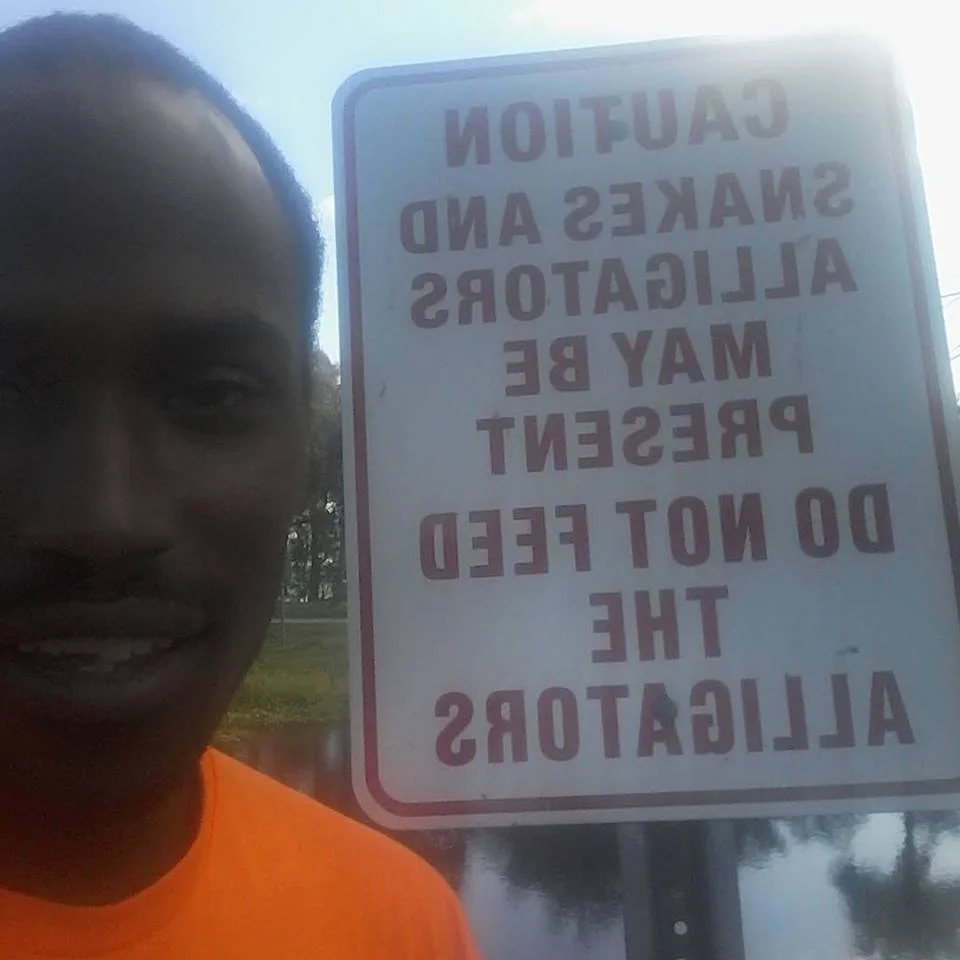 CAUTION
SNAKES AND
ALLIGATORS
MAY BE
PRESENT
DO NOT FEED
THE
ALLIGATORS